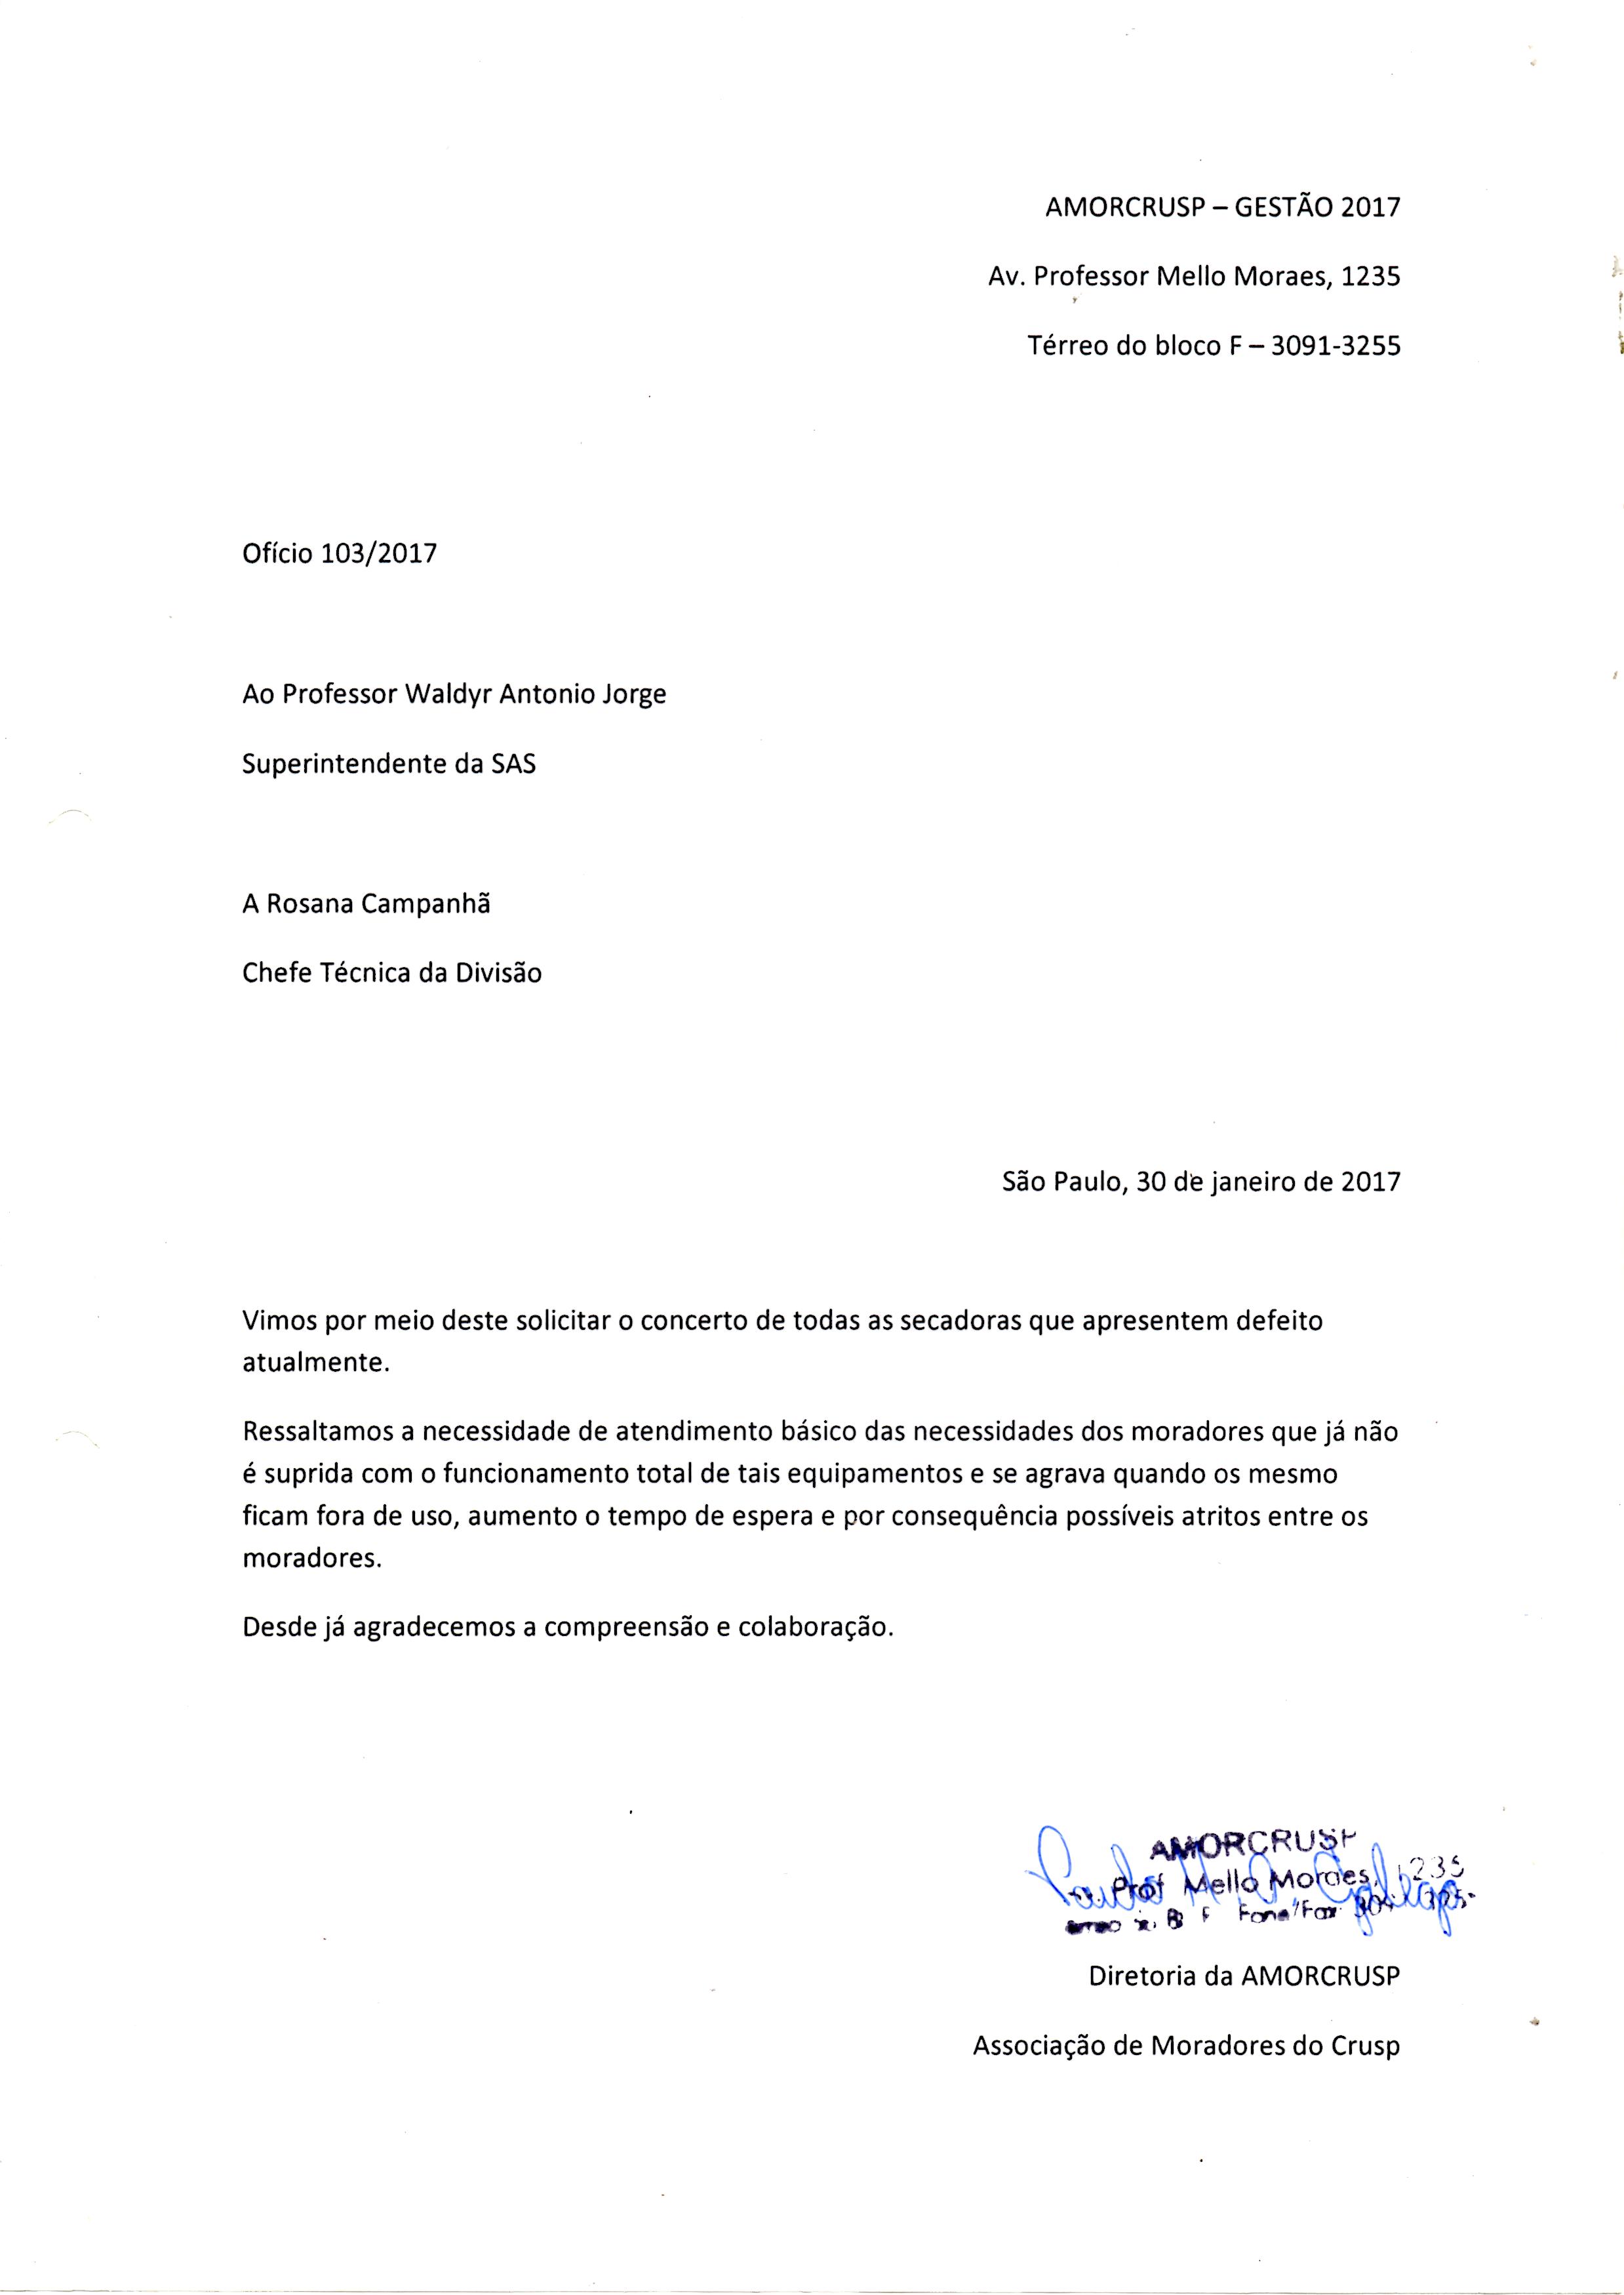 AMORCRUSP – GESTÃO 2017
Av. Professor Mello Moraes, 1235
Térreo do bloco F – 3091-3255
Ofício 103/2017
Ao Professor Waldyr Antonio Jorge
Superintendente da SAS
A Rosana Campanhã
Chefe Técnica da Divisão
São Paulo, 30 de janeiro de 2017
Vimos por meio deste solicitar o concerto de todas as secadoras que apresentem defeito
atualmente.
Ressaltamos a necessidade de atendimento básico das necessidades dos moradores que já não
é suprida com o funcionamento total de tais equipamentos e se agrava quando os mesmo
ficam fora de uso, aumento o tempo de espera e por consequência possíveis atritos entre os
moradores.
Desde já agradecemos a compreensão e colaboração.
AMORCRUSP
Prof Mello Moraes, 1235
F Fone/Fax
Diretoria da AMORCRUSP
Associação de Moradores do Crusp